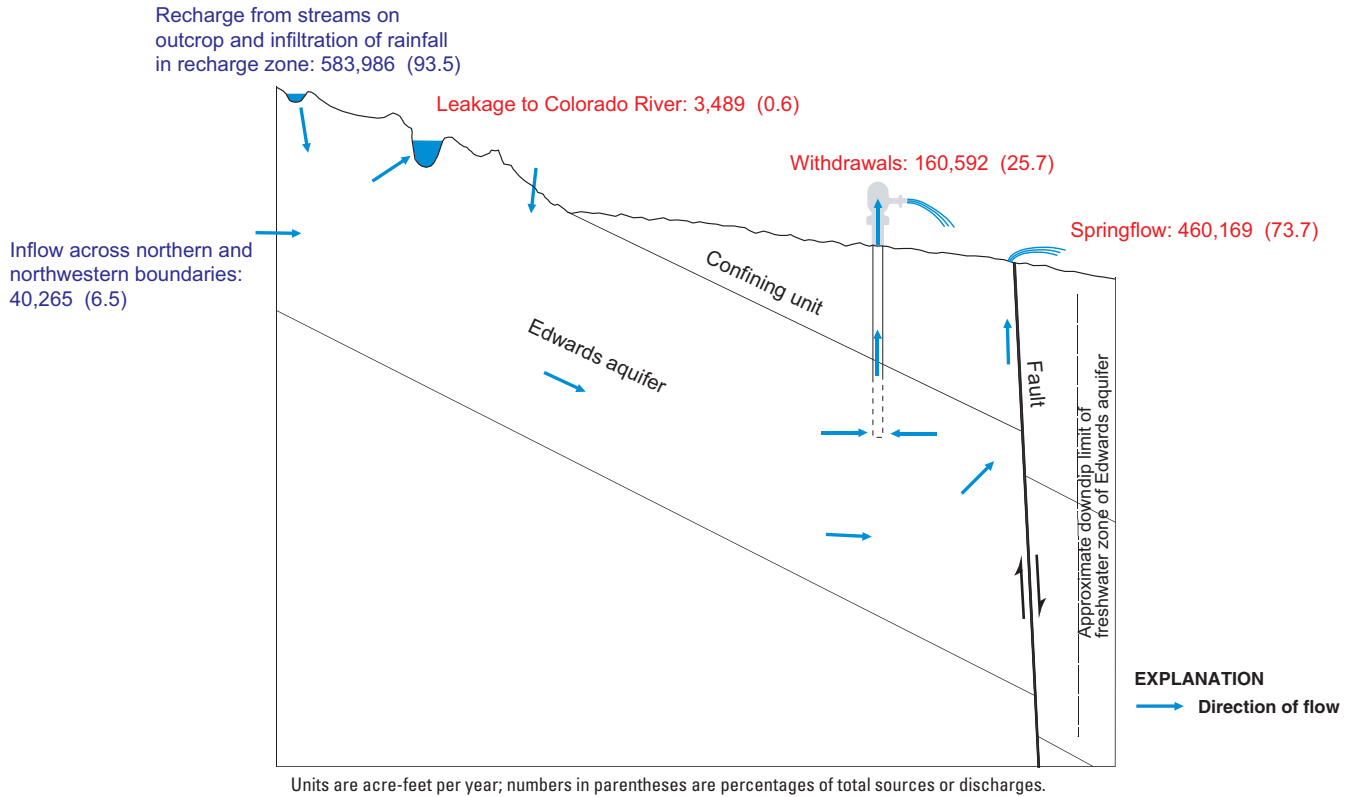 Recharge from streams on
outcrop and infiltration of rainfall
in recharge zone: 583,986 (93.5)
Leakage to Colorado River: 3,489 (0.6)
Withdrawals: 160,592 (25.7)
Springflow: 460,169 (73.7)
Inflow across northern and
northwestern boundaries:
40,265 (6.5)
Confining unit
Edwards aquifer
Fault
Approximate downdip limit of
freshwater zone of Edwards aquifer
EXPLANATION
Direction of flow
Units are acre-feet per year; numbers in parentheses are percentages of total sources or discharges.